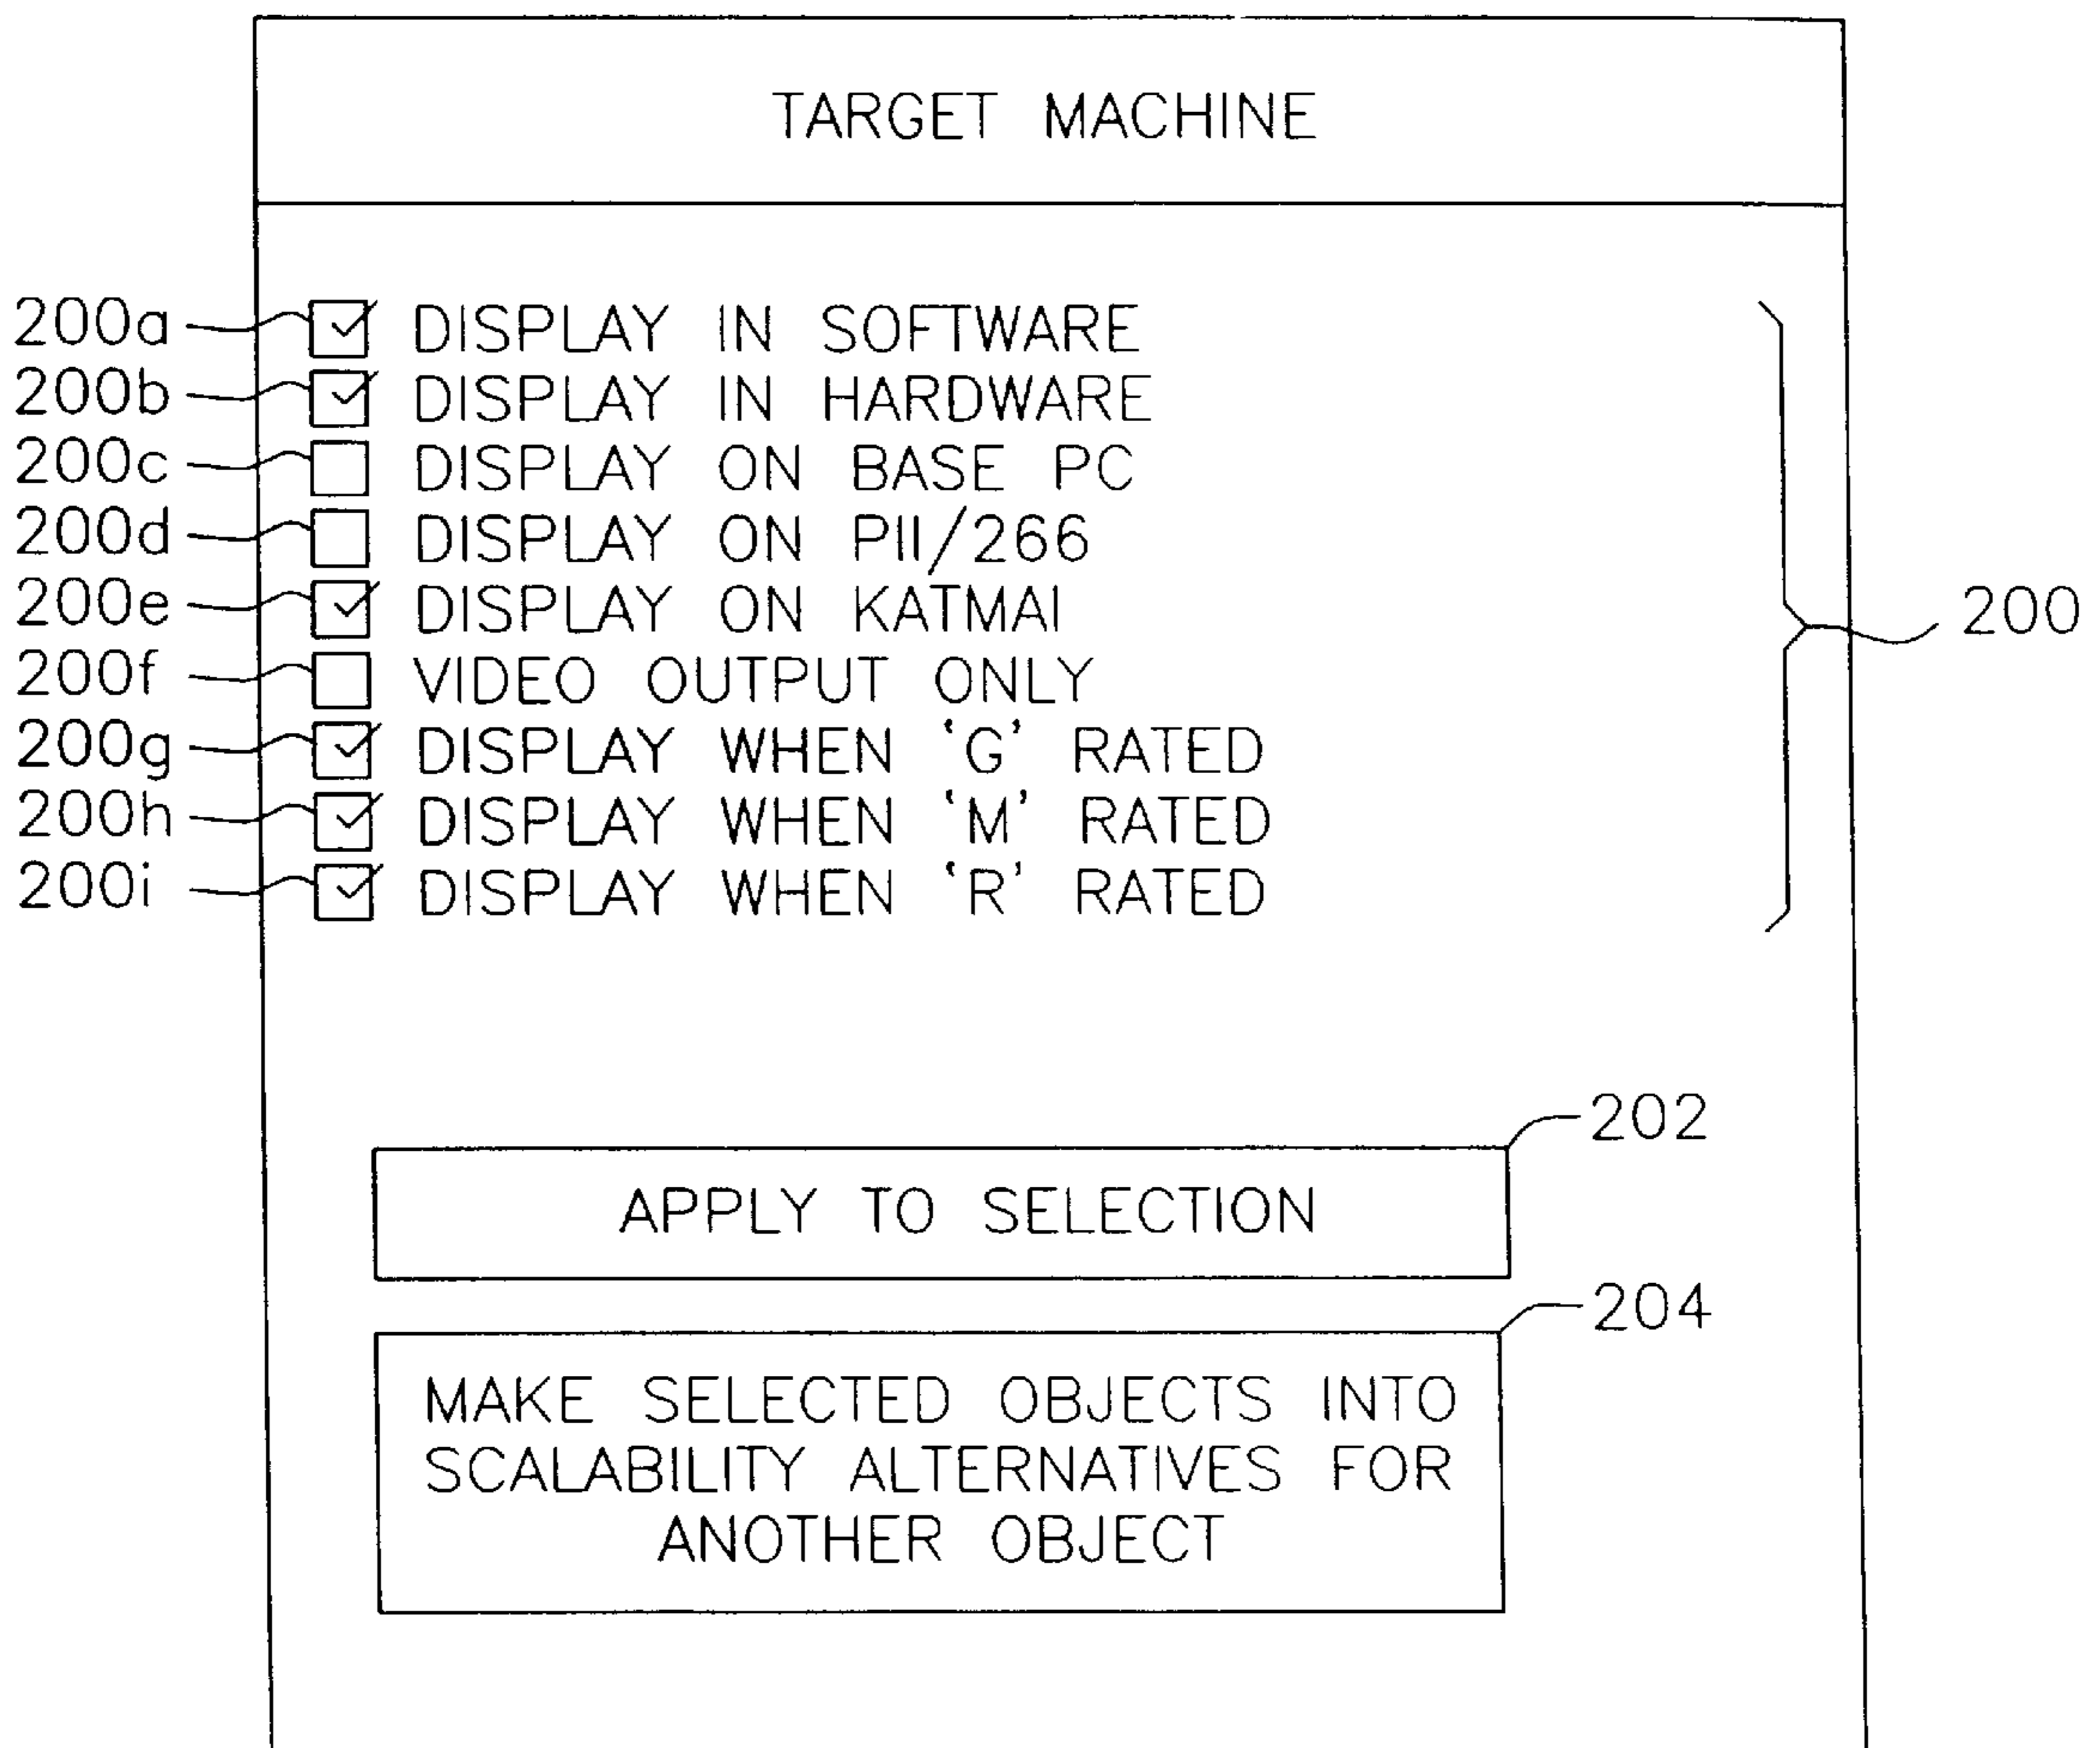 TARGET MACHINE
200a DISPLAY IN SOFTWARE
200b DISPLAY IN HARDWARE
200c DISPLAY ON BASE PC
200d DISPLAY ON PII/266
200e DISPLAY ON KATMAI
200
200f VIDEO OUTPUT ONLY
200g DISPLAY WHEN ‘G’ RATED
200h DISPLAY WHEN ‘M’ RATED
200i DISPLAY WHEN ‘R’ RATED
202
APPLY TO SELECTION
204
MAKE SELECTED OBJECTS INTO
SCALABILITY ALTERNATIVES FOR
ANOTHER OBJECT